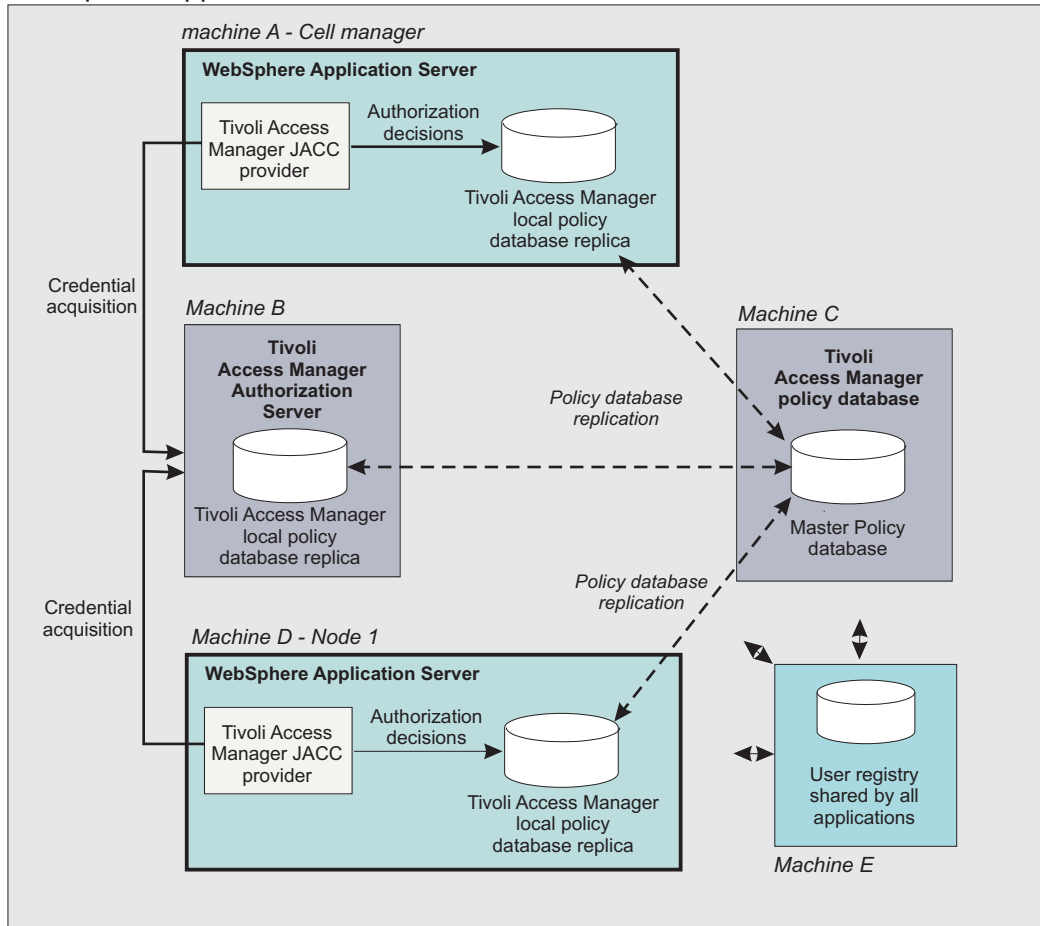 machine A - Cell manager
WebSphere Application Server
Tivoli Access
Manager JACC
provider
Authorization
decisions
Tivoli Access Manager
local policy
database replica
Credential
acquisition
Machine B
Tivoli
Access Manager
Authorization
Server
Tivoli Access Manager
local policy
database replica
Policy database
replication
Machine C
Tivoli
Access Manager
policy database
Master Policy
database
Policy database
replication
Credential
acquisition
Machine D - Node 1
WebSphere Application Server
Tivoli Access
Manager JACC
provider
Authorization
decisions
Tivoli Access Manager
local policy
database replica
User registry
shared by all
applications
Machine E